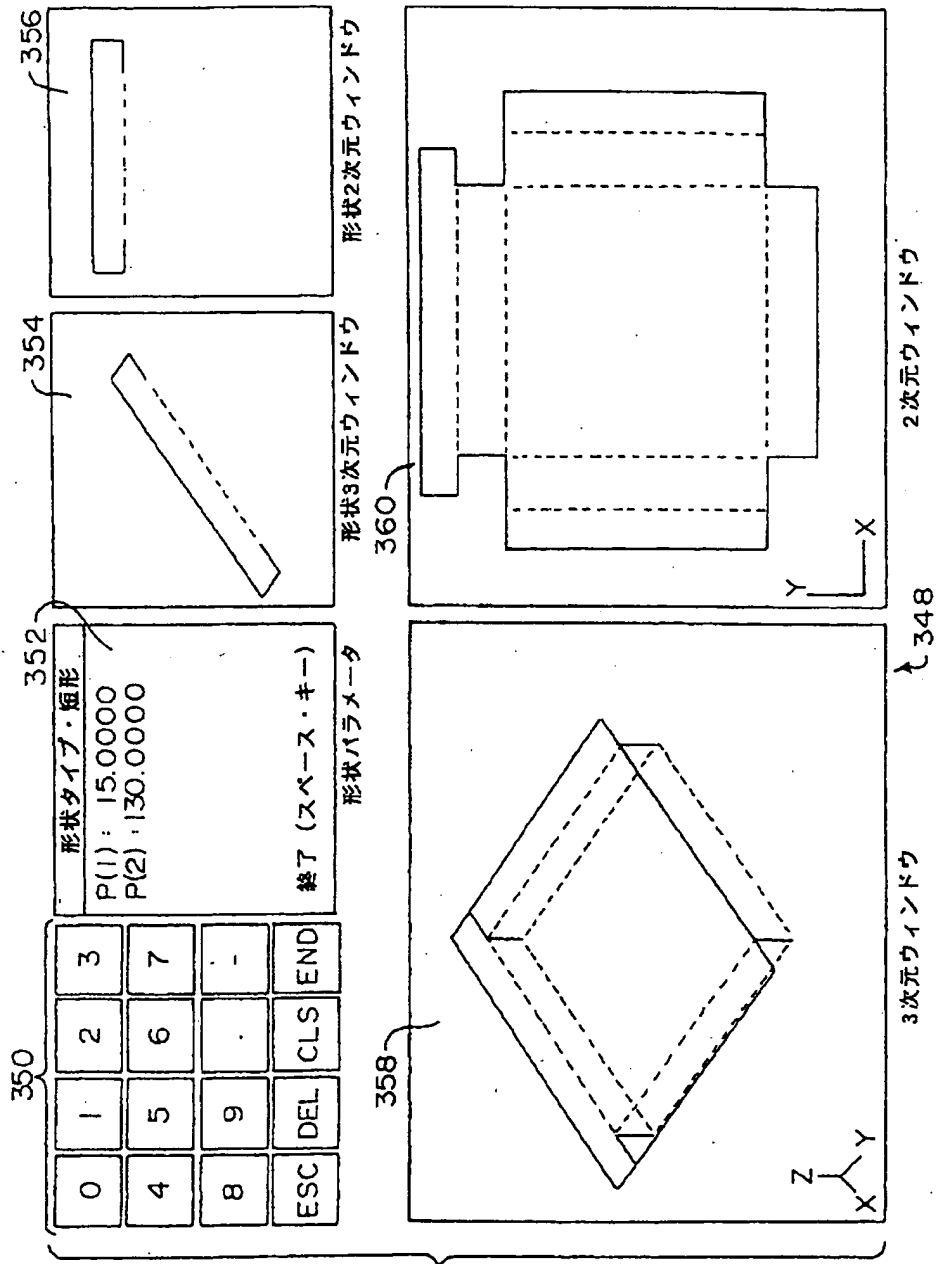 350
0 1 2 3
4 5 6 7
8 9 . -
ESC DEL CLS END
352
形状タイプ・短形
P(1) : 15.0000
P(2) : 130.0000
終了 (スペース・キー)
形状パラメータ
354
形状3次元ウィンドウ
356
形状2次元ウィンドウ
358
Z
X Y
3次元ウィンドウ
360
Y
X
2次元ウィンドウ
348